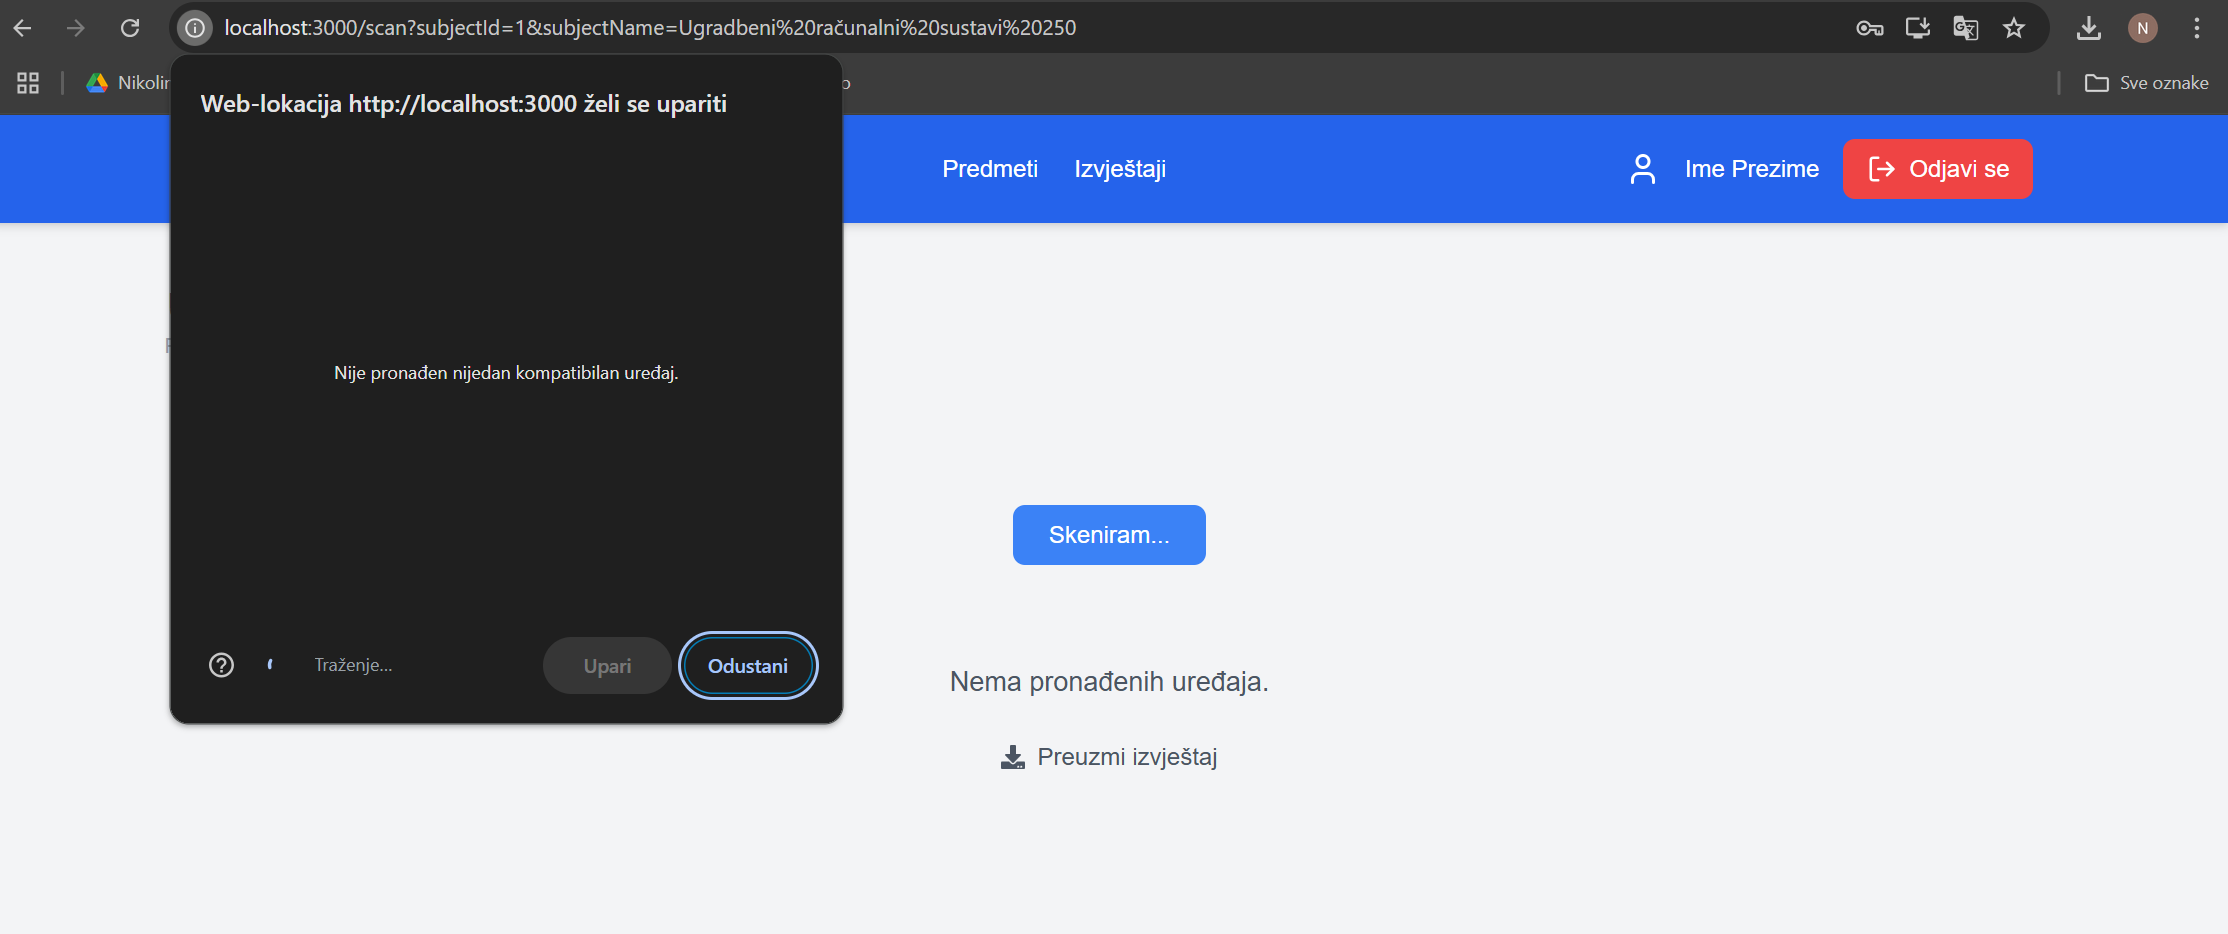 localhost:3000/scan?subjectId=1&subjectName=Ugradbeni%20računalni%20sustavi%20250
N
Sve oznake
Web-lokacija http://localhost:3000 želi se upariti
Predmeti
Izvještaji
Ime Prezime
Odjavi se
Nije pronađen nijedan kompatibilan uređaj.
Skeniram...
Traženje...
Upari
Odustani
Nema pronađenih uređaja.
Preuzmi izvještaj